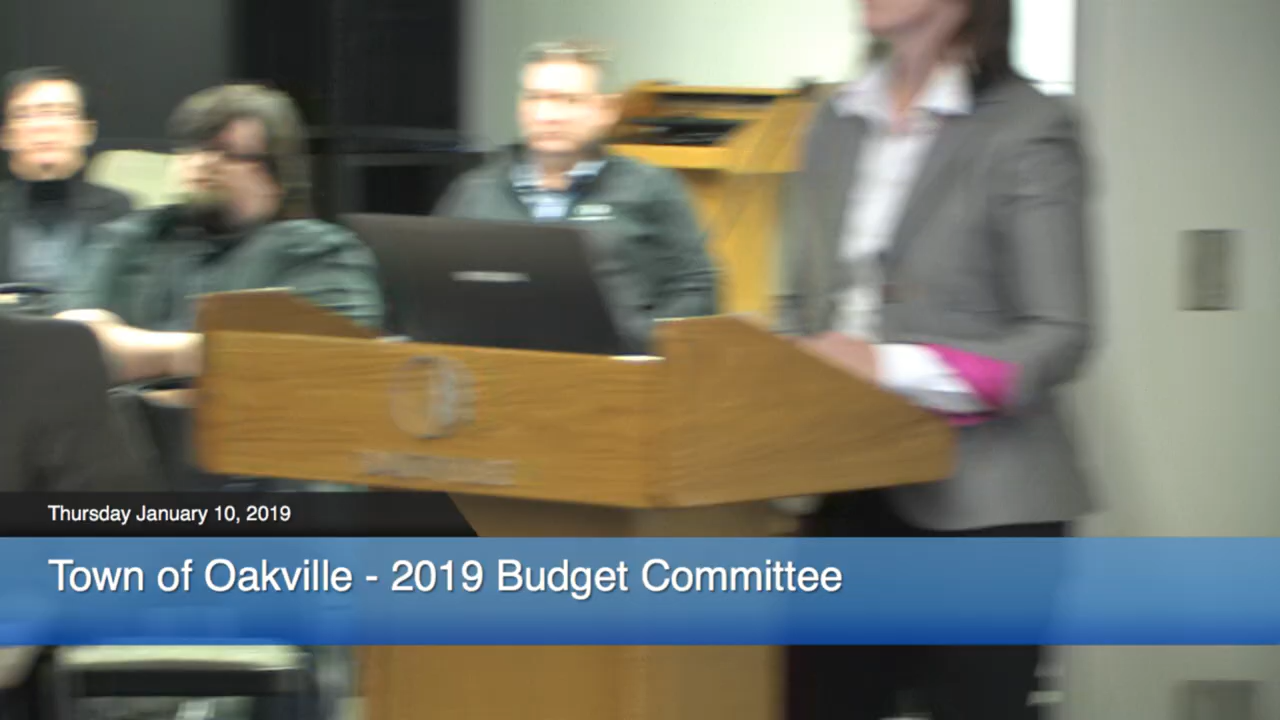 Thursday January 10, 2019
Town of Oakville - 2019 Budget Committee